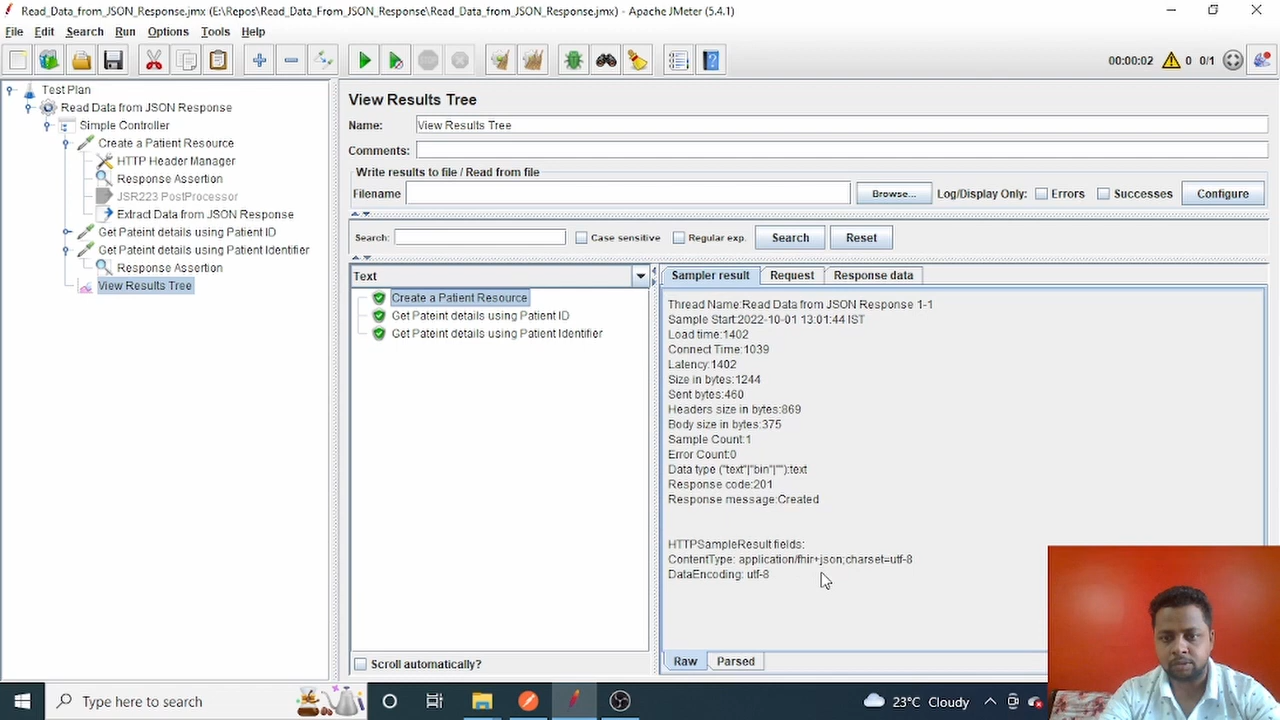 Read_Data_from_JSON_Response.jmx (E:\Repos\Read_Data_From_JSON_Response\Read_Data_from_JSON_Response.jmx) - Apache JMeter (5.4.1)
File Edit Search Run Options Tools Help
00:00:02 0 0/1
Test Plan
Read Data from JSON Response
Simple Controller
Create a Patient Resource
HTTP Header Manager
Response Assertion
JSR223 PostProcessor
Extract Data from JSON Response
Get Pateint details using Patient ID
Get Pateint details using Patient Identifier
Response Assertion
View Results Tree
View Results Tree
Name: View Results Tree
Comments:
Write results to file / Read from file
Filename Browse... Log/Display Only: Errors Successes Configure
Search: Case sensitive Regular exp. Search Reset
Text
Create a Patient Resource
Get Pateint details using Patient ID
Get Pateint details using Patient Identifier
Scroll automatically?
Sampler result Request Response data
Thread Name:Read Data from JSON Response 1-1
Sample Start:2022-10-01 13:01:44 IST
Load time:1402
Connect Time:1039
Latency:1402
Size in bytes:1244
Sent bytes:460
Headers size in bytes:869
Body size in bytes:375
Sample Count:1
Error Count:0
Data type ("text"|"bin"|""):text
Response code:201
Response message:Created
HTTPSampleResult fields:
ContentType: application/fhir+json;charset=utf-8
DataEncoding: utf-8
Raw Parsed
Type here to search
23°C Cloudy